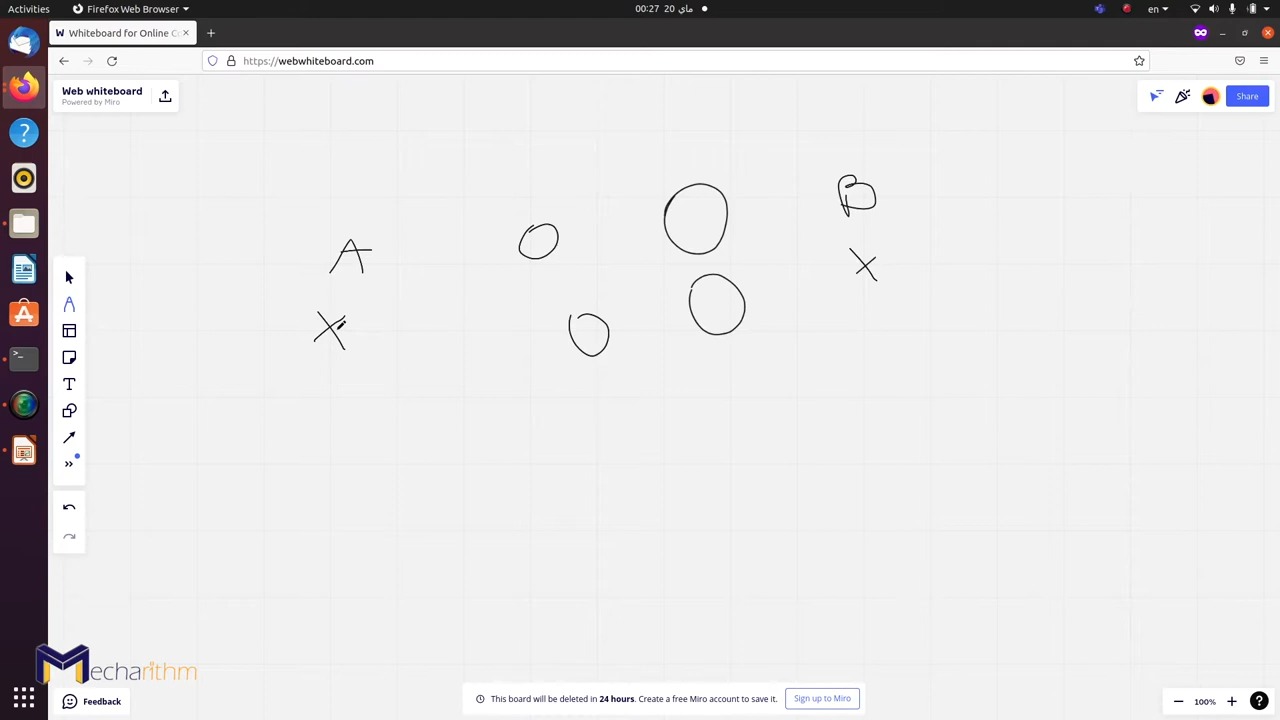 Activities
Firefox Web Browser
00:27 20 مای
en
W Whiteboard for Online Co
https://webwhiteboard.com
Web whiteboard
Powered by Miro
Share
A
B
X
X
This board will be deleted in 24 hours. Create a free Miro account to save it.
Sign up to Miro
Mecharithm
Feedback
100%